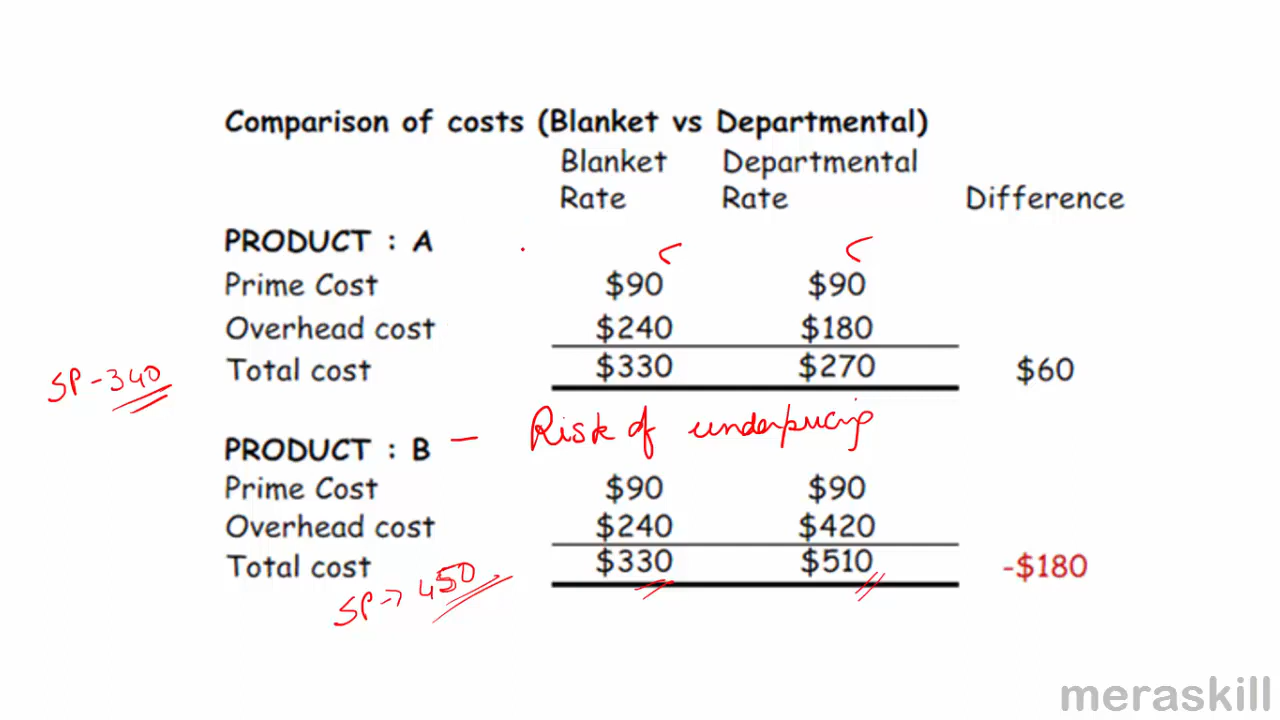 Comparison of costs (Blanket vs Departmental)
Blanket Rate Departmental Rate Difference
PRODUCT : A
Prime Cost $90 $90
Overhead cost $240 $180
SP - 340 Total cost $330 $270 $60
PRODUCT : B - Risk of underpricing
Prime Cost $90 $90
Overhead cost $240 $420
Total cost $330 $510 -$180
SP -> 450
meraskill